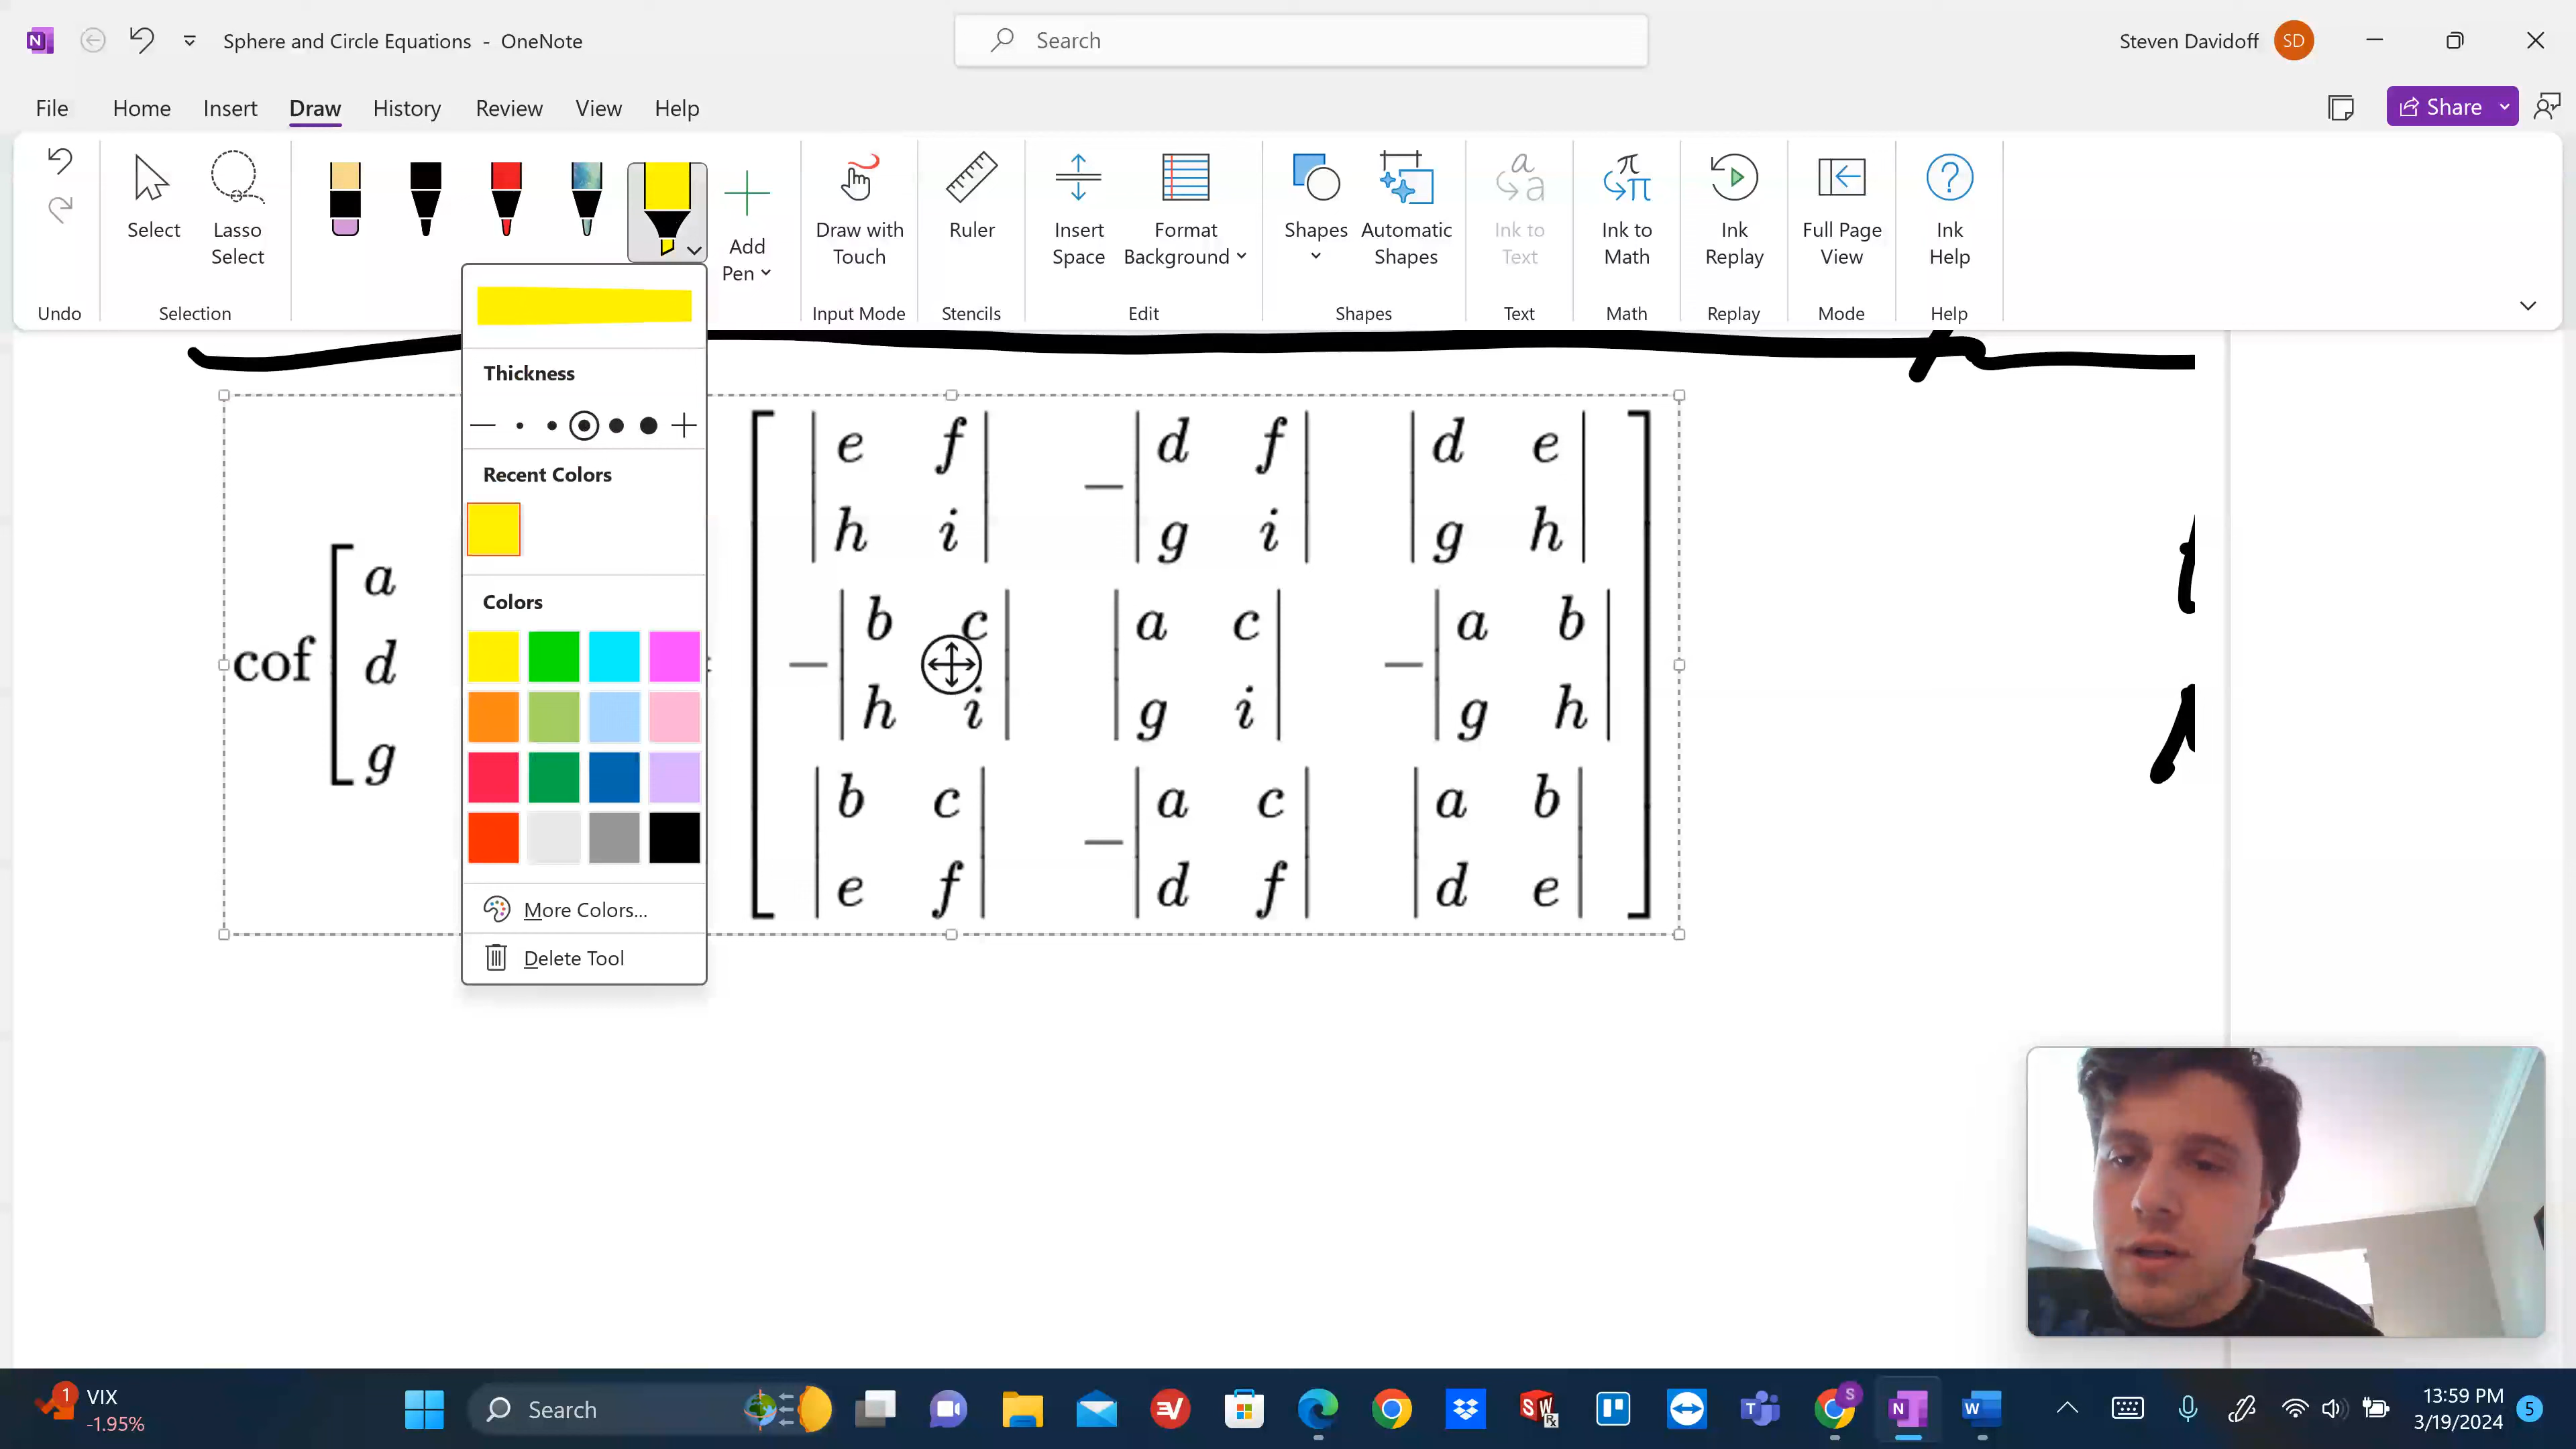 Sphere and Circle Equations - OneNote
Search
Steven Davidoff
SD
File
Home
Insert
Draw
History
Review
View
Help
Share
Select
Lasso
Select
Add
Pen
Draw with
Touch
Ruler
Insert
Space
Format
Background
Shapes
Automatic
Shapes
Ink to
Text
Ink to
Math
Ink
Replay
Full Page
View
Ink
Help
Undo
Selection
Input Mode
Stencils
Edit
Shapes
Text
Math
Replay
Mode
Help
Thickness
Recent Colors
Colors
More Colors...
Delete Tool
cof
a
d
g
e f
h i
− d f
g i
d e
g h
− b c
h i
a c
g i
− a b
g h
b c
e f
− a c
d f
a b
d e
1
VIX
-1.95%
Search
13:59 PM
3/19/2024
5